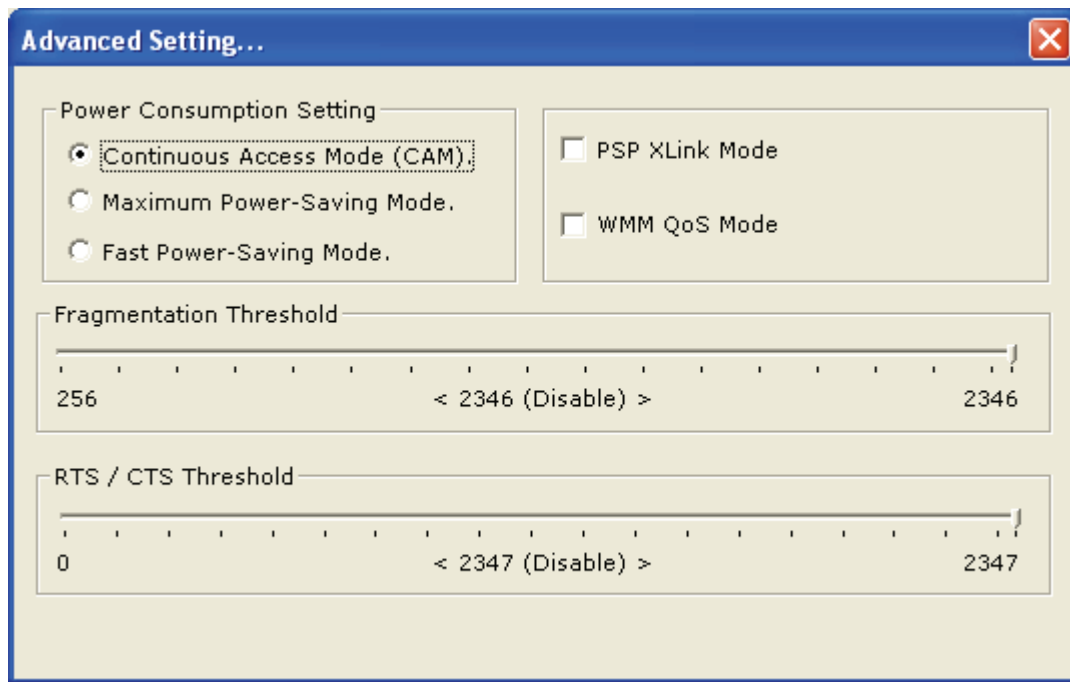 Advanced Setting...
Power Consumption Setting
Continuous Access Mode (CAM).
Maximum Power-Saving Mode.
Fast Power-Saving Mode.
PSP XLink Mode
WMM QoS Mode
Fragmentation Threshold
256 < 2346 (Disable) > 2346
RTS / CTS Threshold
0 < 2347 (Disable) > 2347